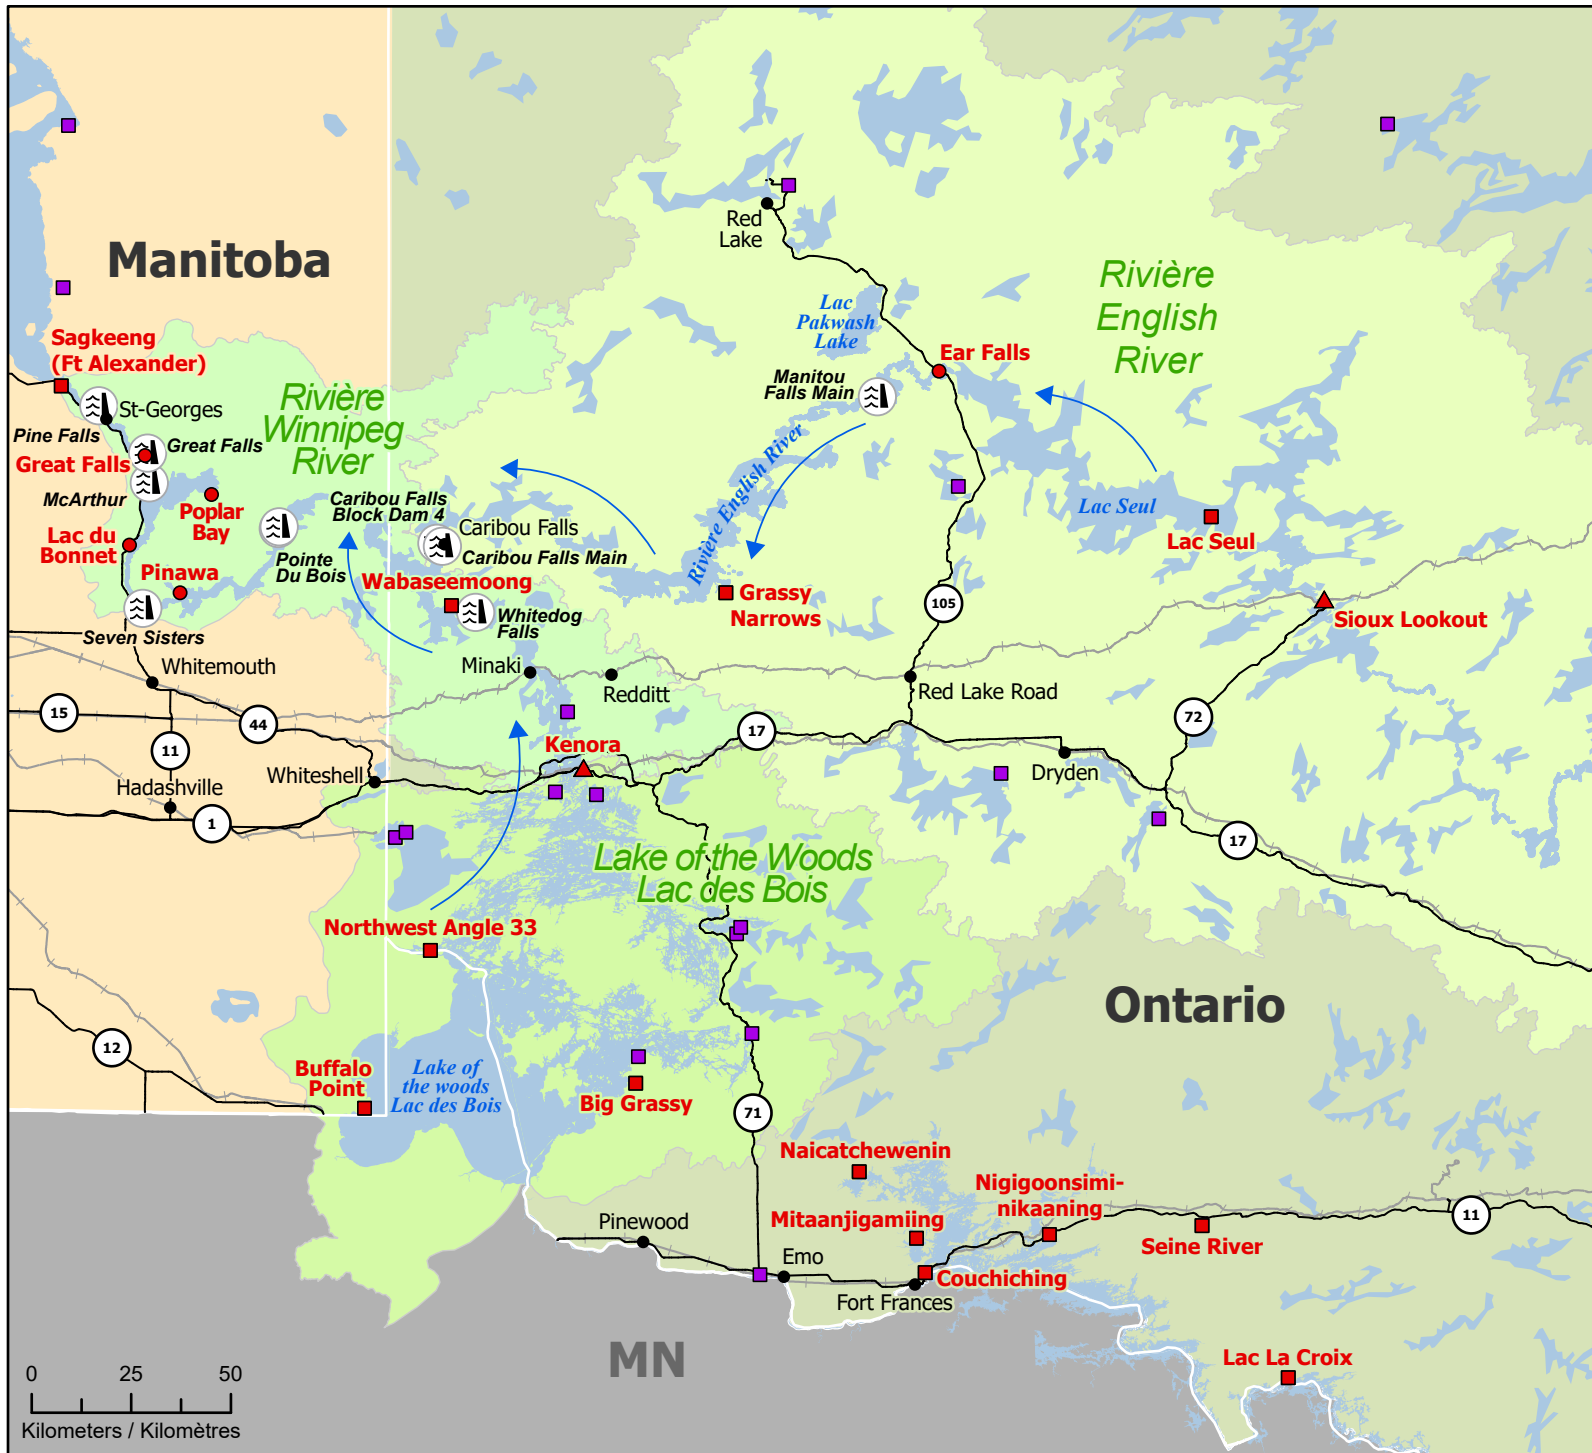 Manitoba
Red
Lake
Rivière
English
River
Lac
Pakwash
Lake
Sagkeeng
(Ft Alexander)
Ear Falls
Manitou
Falls Main
St-Georges
Pine Falls
Great Falls
Great Falls
McArthur
Rivière
Winnipeg
River
Poplar
Bay
Lac du
Bonnet
Pinawa
Pointe
Du Bois
Seven Sisters
Caribou Falls
Block Dam 4
Caribou Falls
Caribou Falls Main
Wabaseemoong
Whitedog
Falls
Rivière English River
Grassy
Narrows
Lac Seul
Lac Seul
105
Sioux Lookout
Whitemouth
Minaki
Redditt
Red Lake Road
15
44
11
17
72
Kenora
Whiteshell
Hadashville
1
Dryden
17
Lake of the Woods
Lac des Bois
Northwest Angle 33
Ontario
12
Buffalo
Point
Lake of
the woods
Lac des Bois
Big Grassy
71
Naicatchewenin
Nigigoonsimi-
nikaaning
Mitaanjigamiing
11
Seine River
Pinewood
Emo
Couchiching
Fort Frances
MN
Lac La Croix
0 25 50
Kilometers / Kilomètres